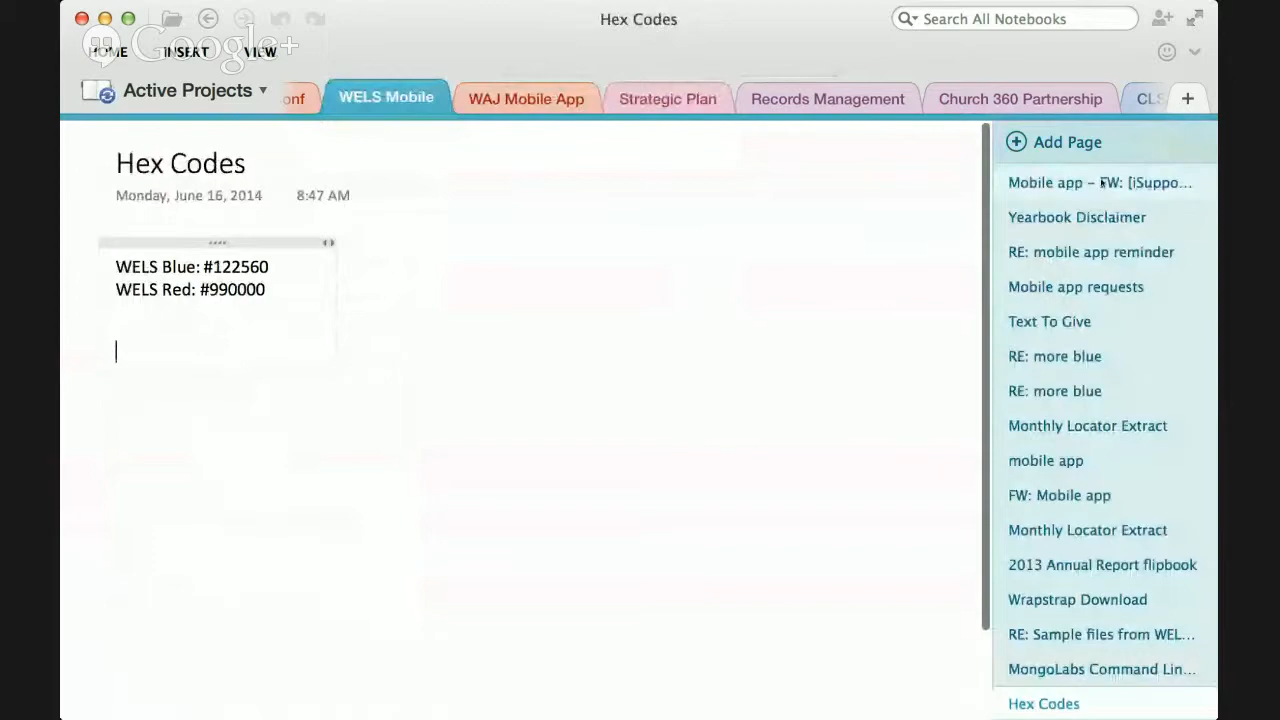 Hex Codes
Search All Notebooks
Google+
HOME INSERT VIEW
Active Projects
onf
WELS Mobile
WAJ Mobile App
Strategic Plan
Records Management
Church 360 Partnership
CLS
+
Hex Codes
Monday, June 16, 2014 8:47 AM
WELS Blue: #122560
WELS Red: #990000
Add Page
Mobile app – FW: [iSuppo...
Yearbook Disclaimer
RE: mobile app reminder
Mobile app requests
Text To Give
RE: more blue
RE: more blue
Monthly Locator Extract
mobile app
FW: Mobile app
Monthly Locator Extract
2013 Annual Report flipbook
Wrapstrap Download
RE: Sample files from WEL...
MongoLabs Command Lin...
Hex Codes